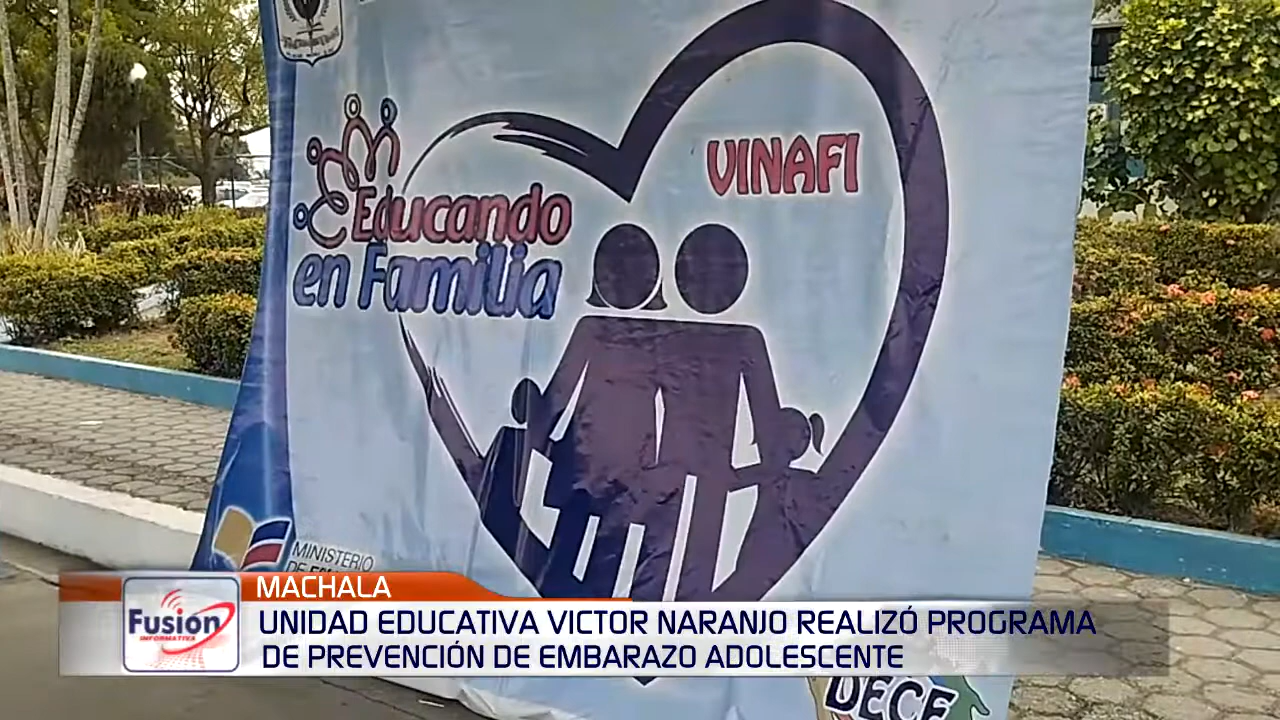 VINAFI
Educando
en Familia
MINISTERIO
MACHALA
Fusión
INFORMATIVA
UNIDAD EDUCATIVA VICTOR NARANJO REALIZÓ PROGRAMA
DE PREVENCIÓN DE EMBARAZO ADOLESCENTE
DECE